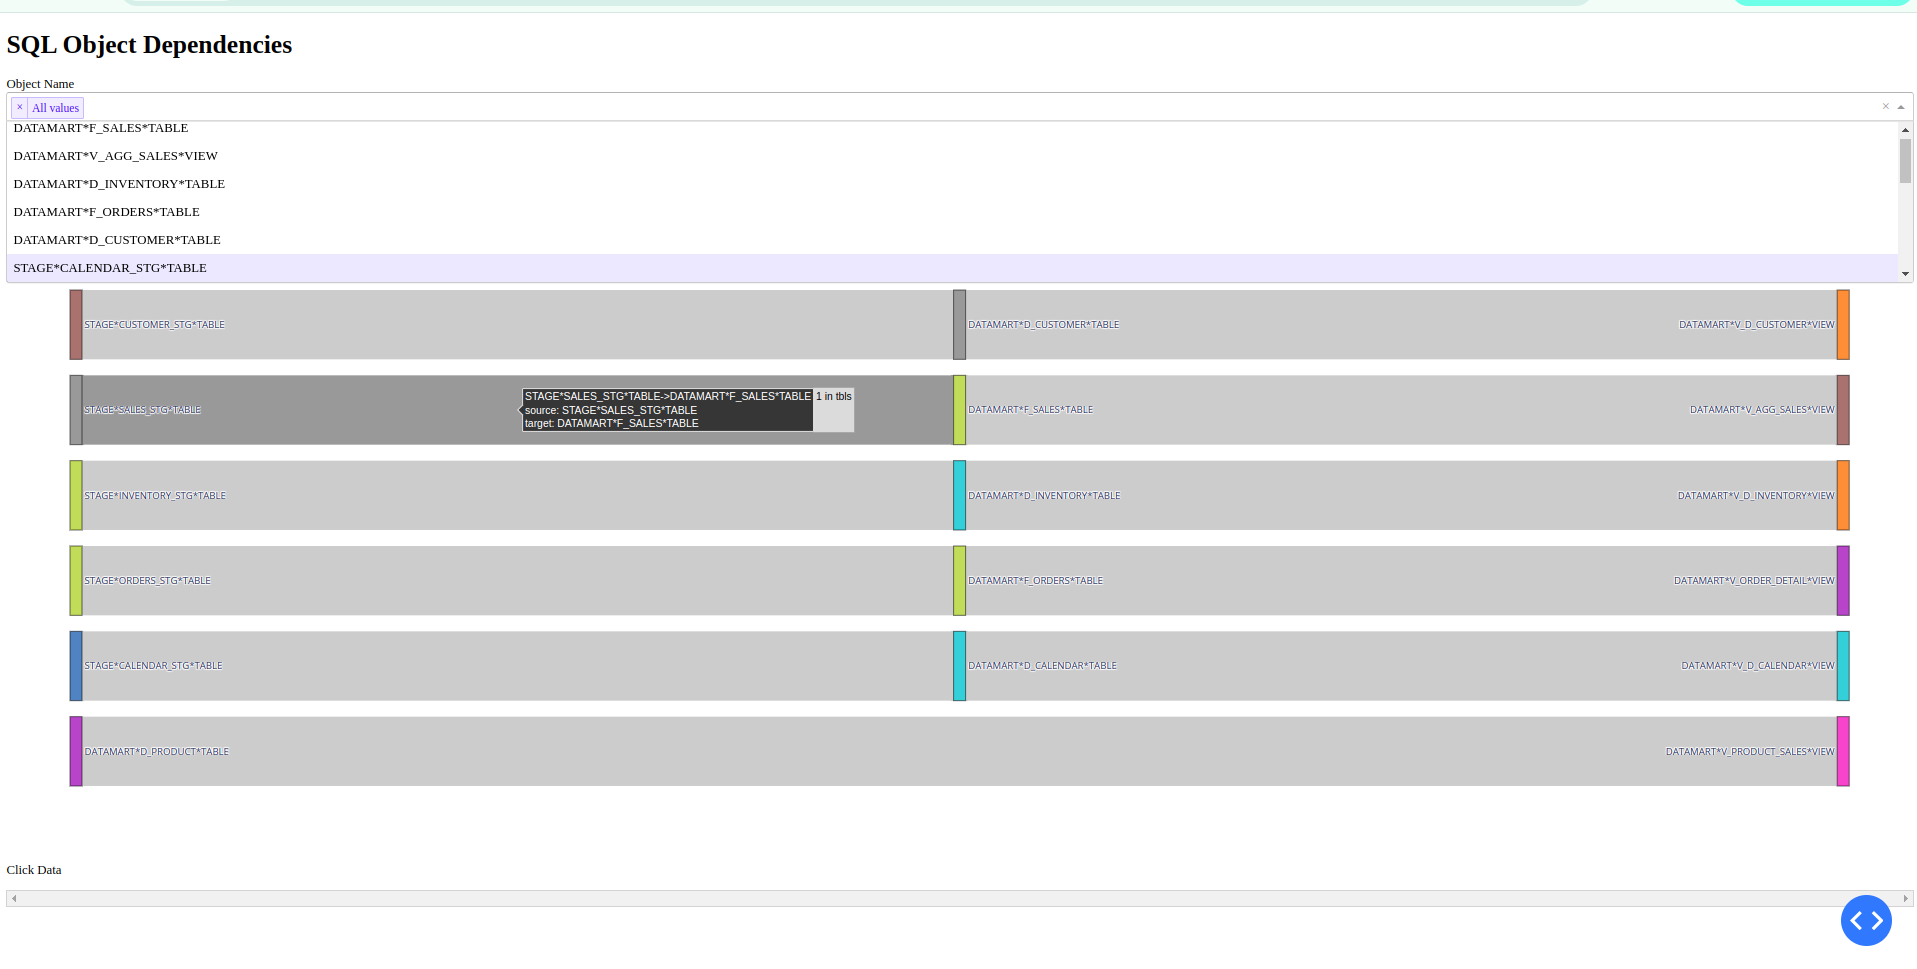 SQL Object Dependencies
Object Name
× All values
DATAMART*F_SALES*TABLE
DATAMART*V_AGG_SALES*VIEW
DATAMART*D_INVENTORY*TABLE
DATAMART*F_ORDERS*TABLE
DATAMART*D_CUSTOMER*TABLE
STAGE*CALENDAR_STG*TABLE
STAGE*CUSTOMER_STG*TABLE DATAMART*D_CUSTOMER*TABLE DATAMART*V_D_CUSTOMER*VIEW
STAGE*SALES_STG*TABLE->DATAMART*F_SALES*TABLE 1 in tbls
source: STAGE*SALES_STG*TABLE
target: DATAMART*F_SALES*TABLE
STAGE*SALES_STG*TABLE DATAMART*F_SALES*TABLE DATAMART*V_AGG_SALES*VIEW
STAGE*INVENTORY_STG*TABLE DATAMART*D_INVENTORY*TABLE DATAMART*V_D_INVENTORY*VIEW
STAGE*ORDERS_STG*TABLE DATAMART*F_ORDERS*TABLE DATAMART*V_ORDER_DETAIL*VIEW
STAGE*CALENDAR_STG*TABLE DATAMART*D_CALENDAR*TABLE DATAMART*V_D_CALENDAR*VIEW
DATAMART*D_PRODUCT*TABLE DATAMART*V_PRODUCT_SALES*VIEW
Click Data